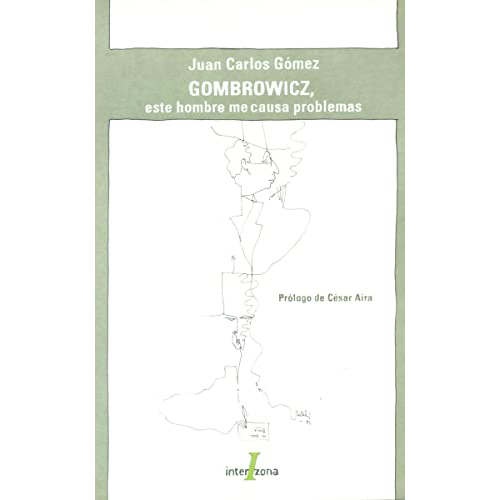 Juan Carlos Gómez
GOMBROWICZ,
este hombre me causa problemas
Prólogo de César Aira
interzona